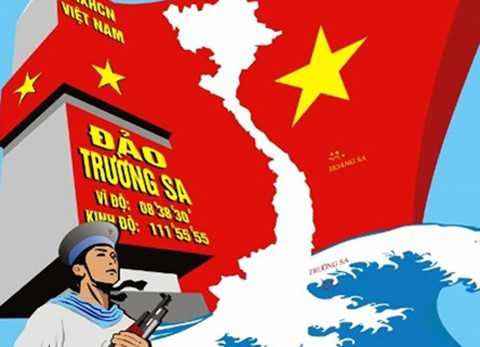 XHCN
VIỆT NAM
ĐẢO
TRƯỜNG SA
VĨ ĐỘ: 08°38'30"
KINH ĐỘ: 111°55'55"
HOÀNG SA
TRƯỜNG SA